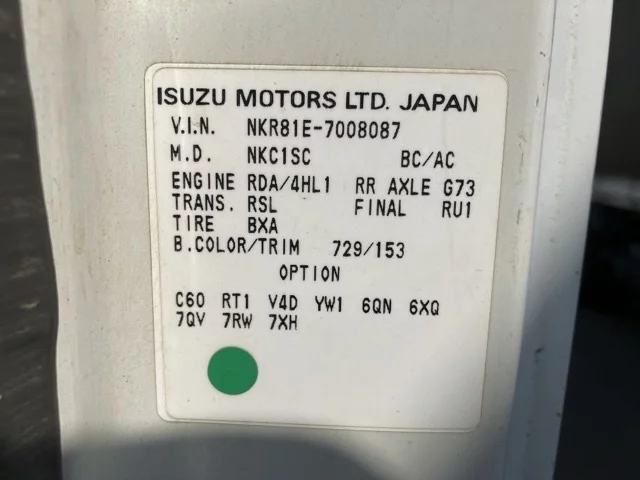 ISUZU MOTORS LTD. JAPAN
V.I.N. NKR81E-7008087
M.D. NKC1SC BC/AC
ENGINE RDA/4HL1 RR AXLE G73
TRANS. RSL FINAL RU1
TIRE BXA
B.COLOR/TRIM 729/153
OPTION
C60 RT1 V4D YW1 6QN 6XQ
7QV 7RW 7XH